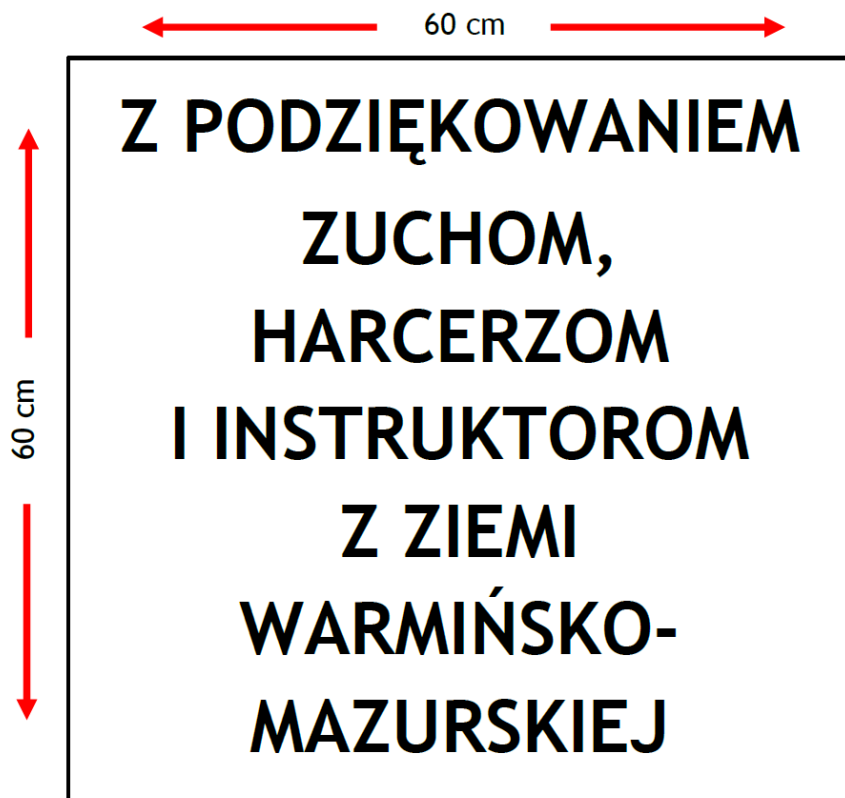 60 cm
60 cm
Z PODZIĘKOWANIEM
ZUCHOM,
HARCERZOM
I INSTRUKTOROM
Z ZIEMI
WARMIŃSKO-
MAZURSKIEJ